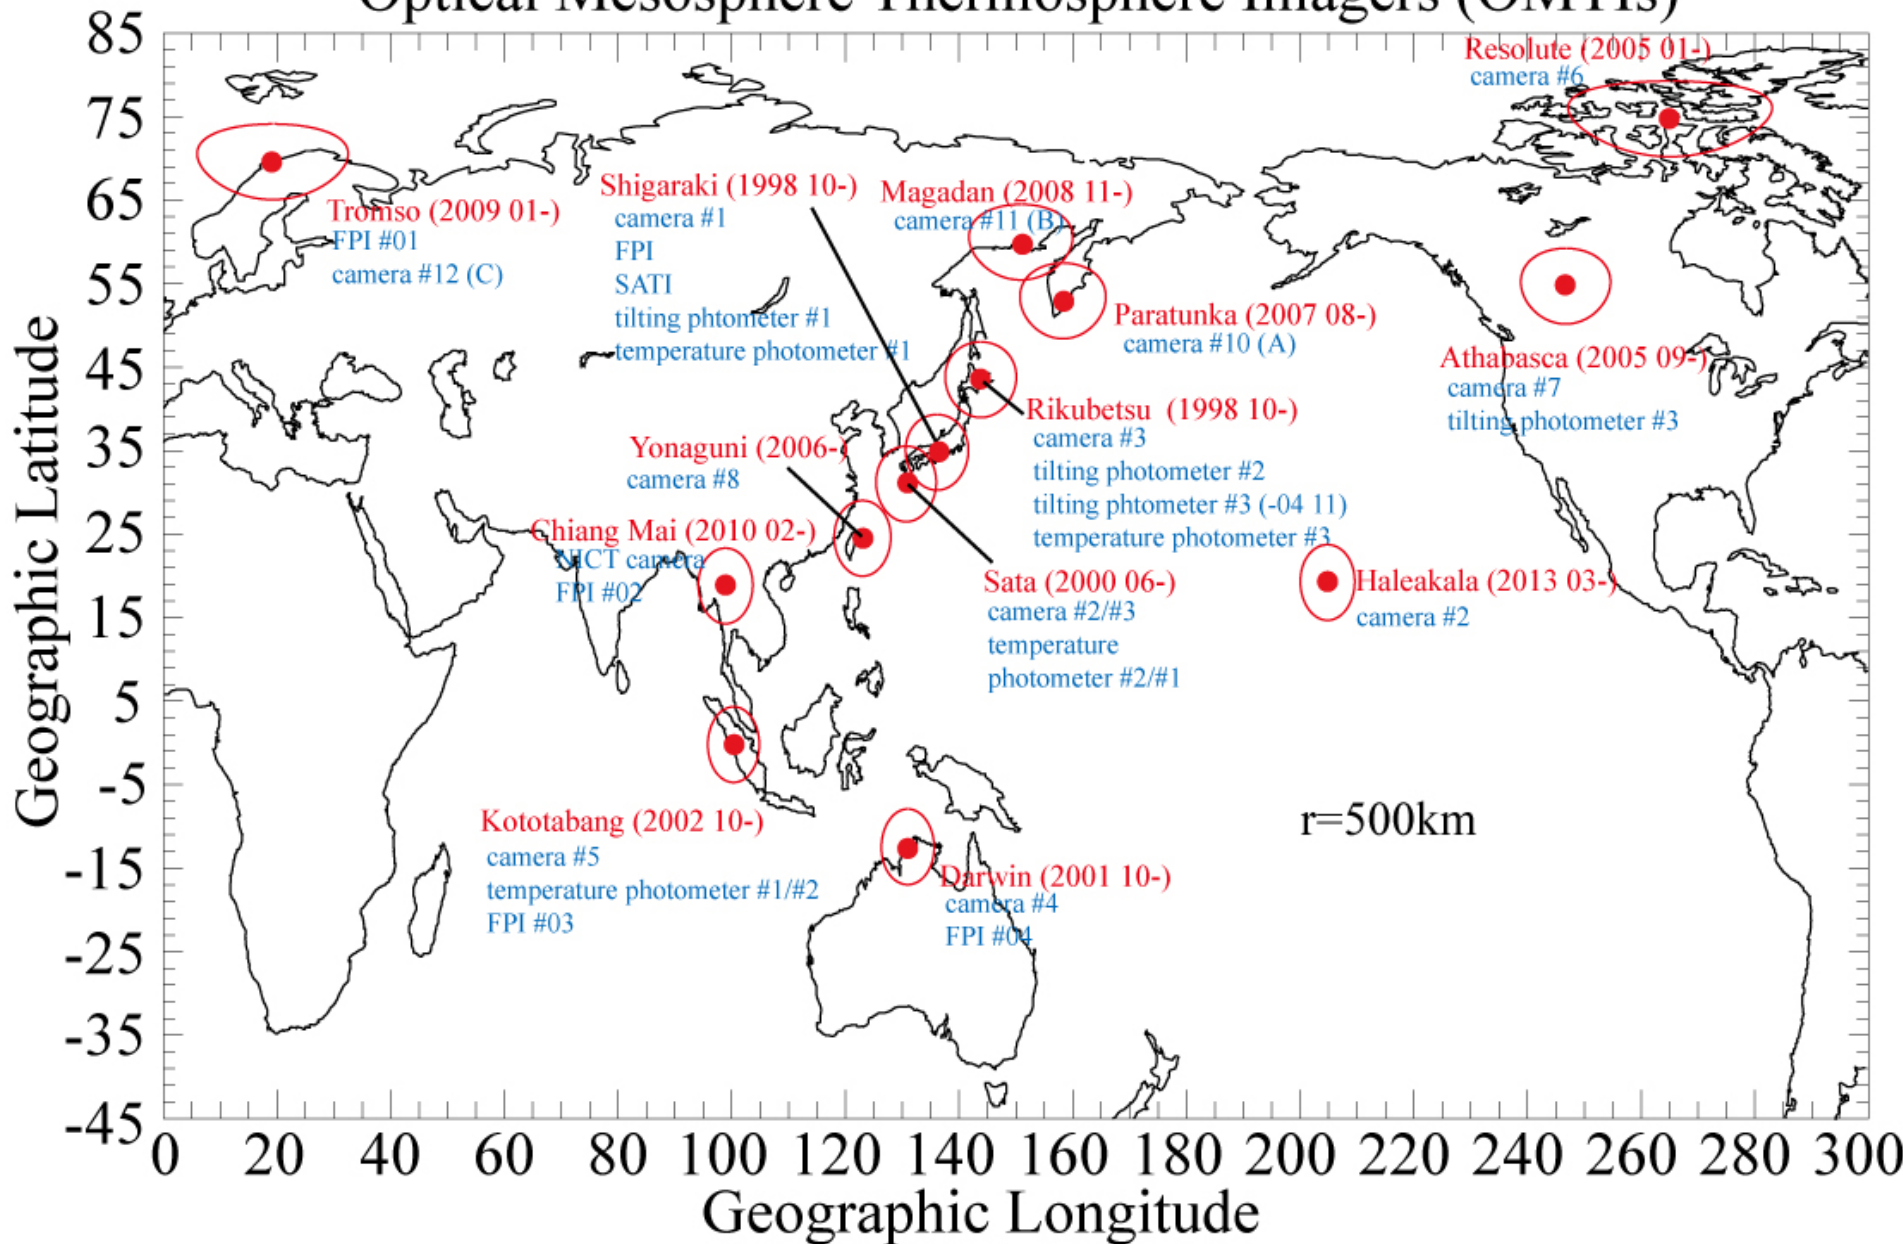 Optical Mesosphere Thermosphere Imagers (OMTIs)
85
75
65
55
45
35
25
15
5
-5
-15
-25
-35
-45
Geographic Latitude
Resolute (2005 01-)
camera #6
Tromso (2009 01-)
FPI #01
camera #12 (C)
Shigaraki (1998 10-)
camera #1
FPI
SATI
tilting phtometer #1
temperature photometer #1
Magadan (2008 11-)
camera #11 (B)
Paratunka (2007 08-)
camera #10 (A)
Athabasca (2005 09-)
camera #7
tilting photometer #3
Rikubetsu (1998 10-)
camera #3
tilting photometer #2
tilting phtometer #3 (-04 11)
temperature photometer #3
Yonaguni (2006-)
camera #8
Chiang Mai (2010 02-)
NICT camera
FPI #02
Sata (2000 06-)
camera #2/#3
temperature
photometer #2/#1
Haleakala (2013 03-)
camera #2
Kototabang (2002 10-)
camera #5
temperature photometer #1/#2
FPI #03
Darwin (2001 10-)
camera #4
FPI #04
r=500km
0 20 40 60 80 100 120 140 160 180 200 220 240 260 280 300
Geographic Longitude